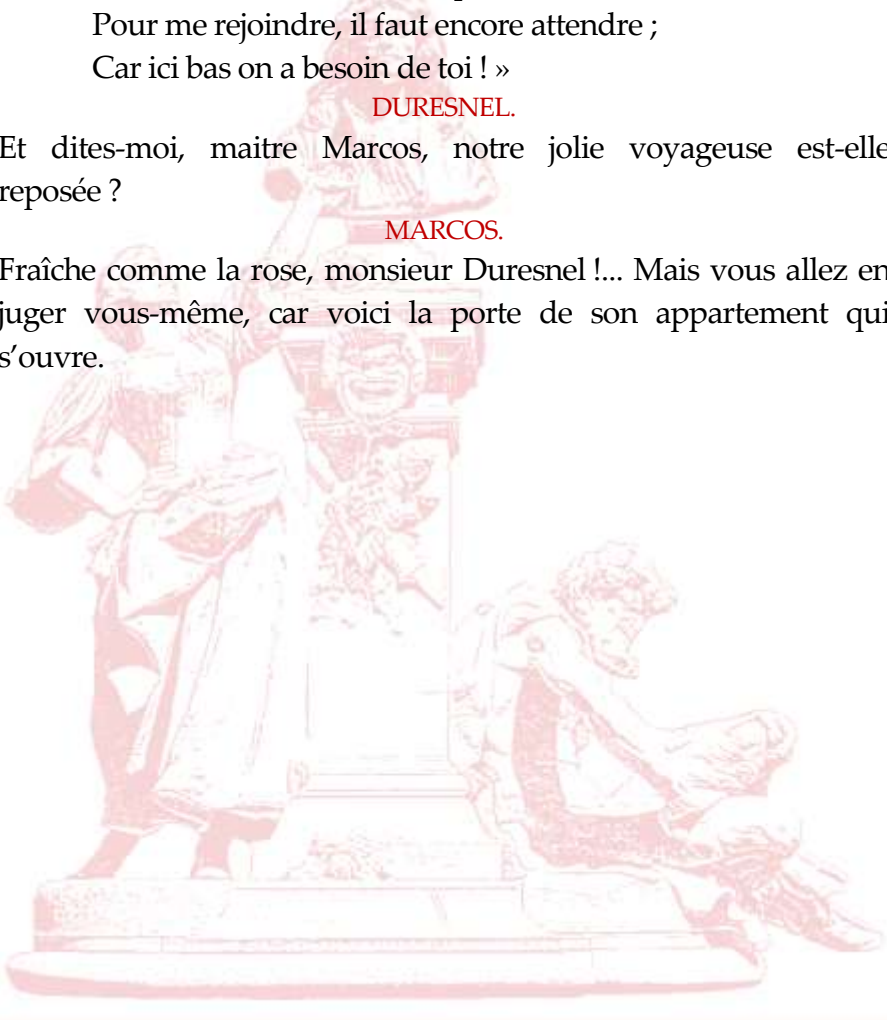 Pour me rejoindre, il faut encore attendre ;
Car ici bas on a besoin de toi ! »
DURESNEL.
Et dites-moi, maitre Marcos, notre jolie voyageuse est-elle
reposée ?
MARCOS.
Fraîche comme la rose, monsieur Duresnel !... Mais vous allez en
juger vous-même, car voici la porte de son appartement qui
s’ouvre.